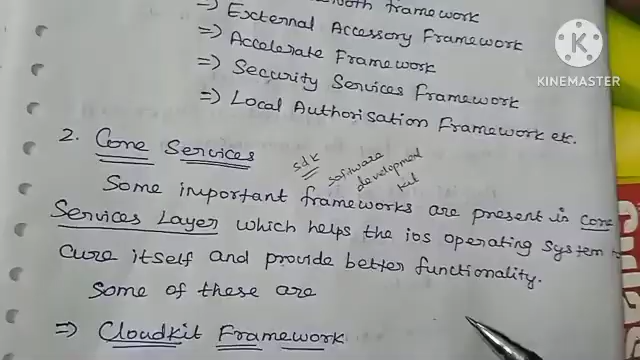 framework
=> External Accessory Framework
=> Accelerate Framework
=> Security Services Framework
=> Local Authorisation Framework etc.
KINEMASTER
2. Core Services
sdk
software
development
kit
Some important frameworks are present in Core
Services Layer which helps the ios operating system to
cure itself and provide better functionality.
Some of these are
=> Cloudkit Framework